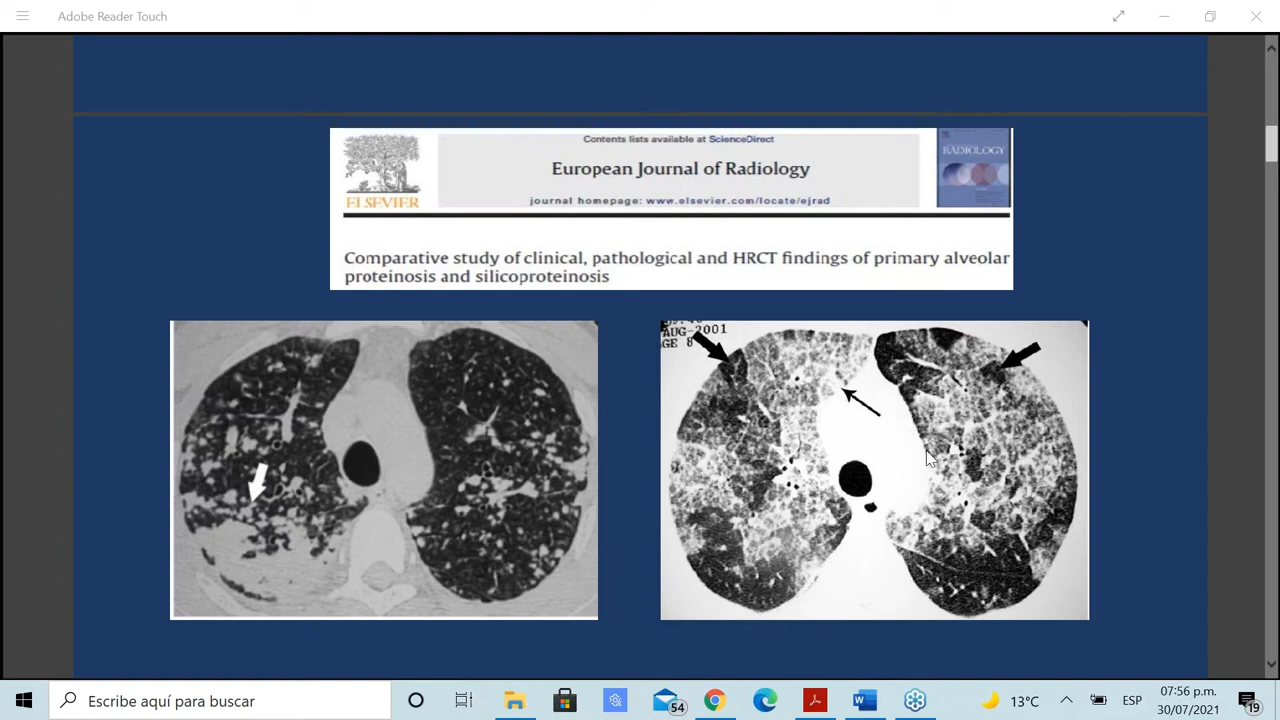 Adobe Reader Touch
Contents lists available at ScienceDirect
European Journal of Radiology
journal homepage: www.elsevier.com/locate/ejrad
ELSEVIER
RADIOLOGY
Comparative study of clinical, pathological and HRCT findings of primary alveolar
proteinosis and silicoproteinosis
AUG-2001
GE 8
Escribe aquí para buscar
54
13°C
ESP
07:56 p.m.
30/07/2021
19